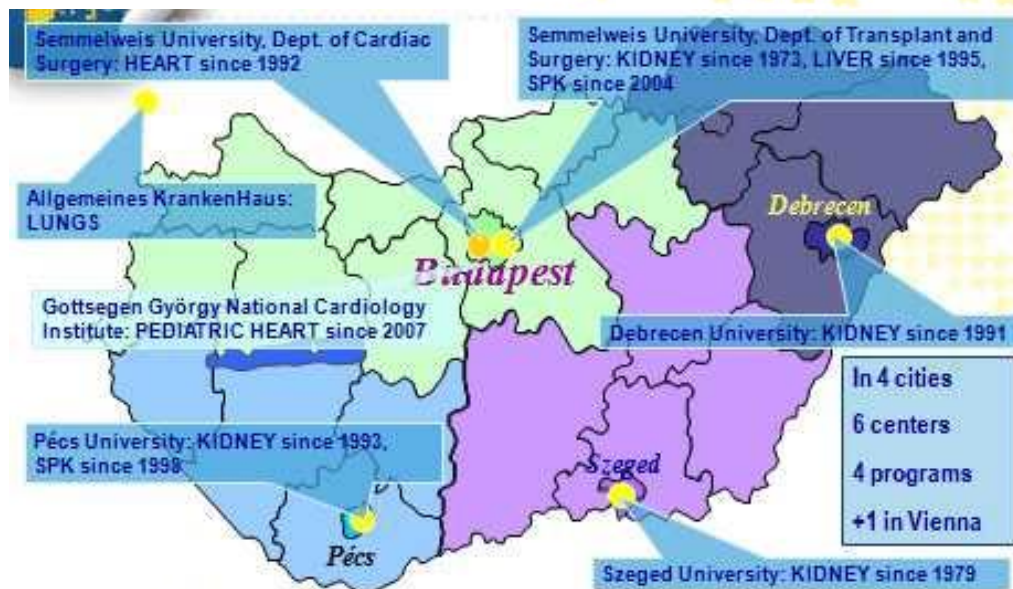 Semmelweis University, Dept. of Cardiac
Surgery: HEART since 1992
Semmelweis University, Dept. of Transplant and
Surgery: KIDNEY since 1973, LIVER since 1995,
SPK since 2004
Allgemeines KrankenHaus:
LUNGS
Debrecen
Budapest
Gottsegen György National Cardiology
Institute: PEDIATRIC HEART since 2007
Debrecen University: KIDNEY since 1991
In 4 cities
6 centers
4 programs
+1 in Vienna
Pécs University: KIDNEY since 1993,
SPK since 1998
Szeged
Pécs
Szeged University: KIDNEY since 1979